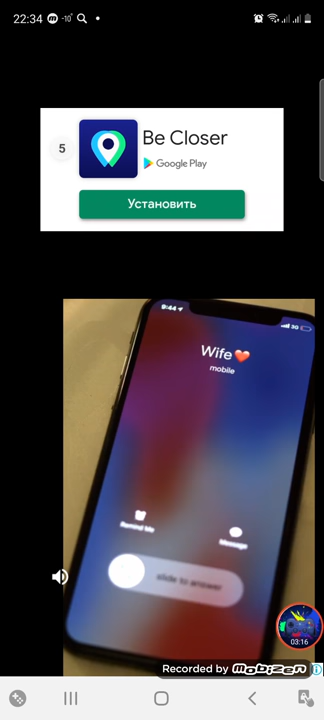 22:34 -10°
5
Be Closer
Google Play
Установить
9:44
3G
Wife❤️
mobile
Remind Me
Message
slide to answer
03:16
Recorded by mobizen